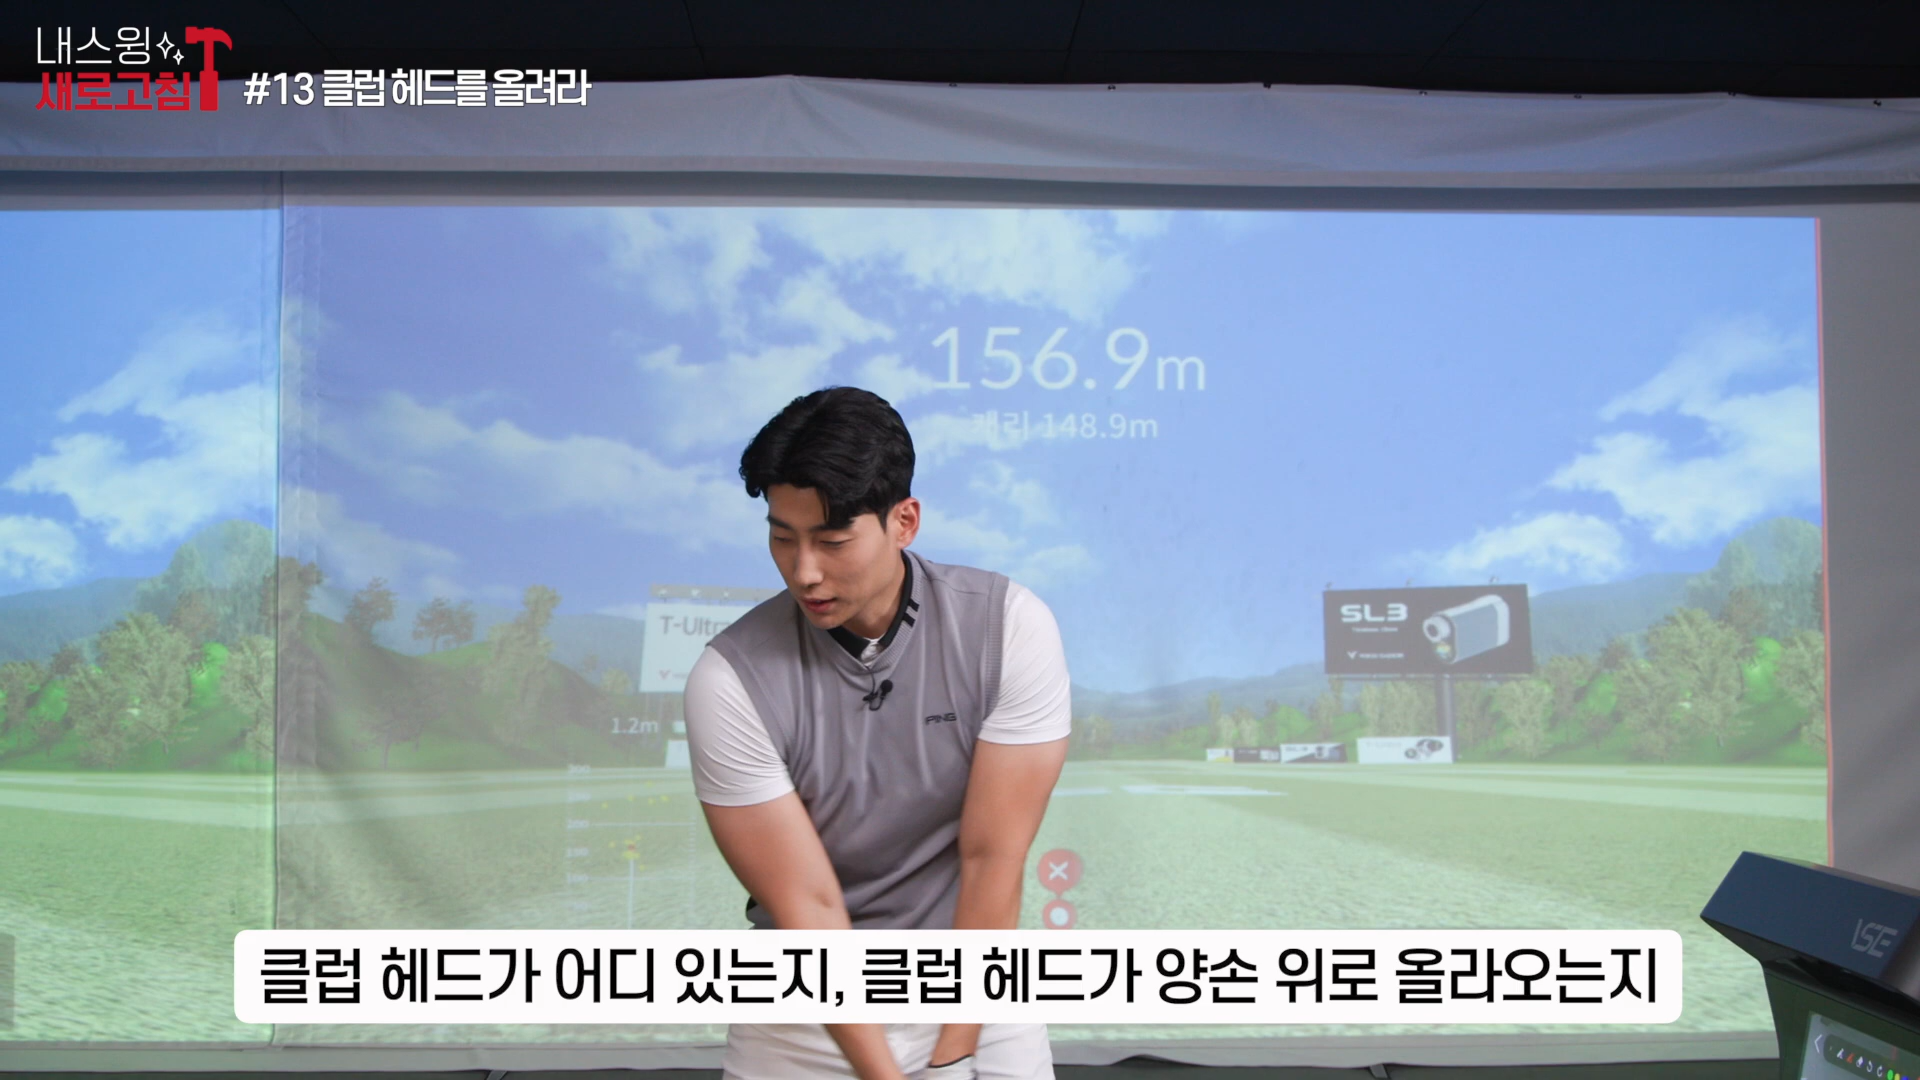 내스윙
새로고침
#13 클럽 헤드를 올려라
156.9m
캐리 148.9m
T-Ultra
SL3
1.2m
PING
클럽 헤드가 어디 있는지, 클럽 헤드가 양손 위로 올라오는지